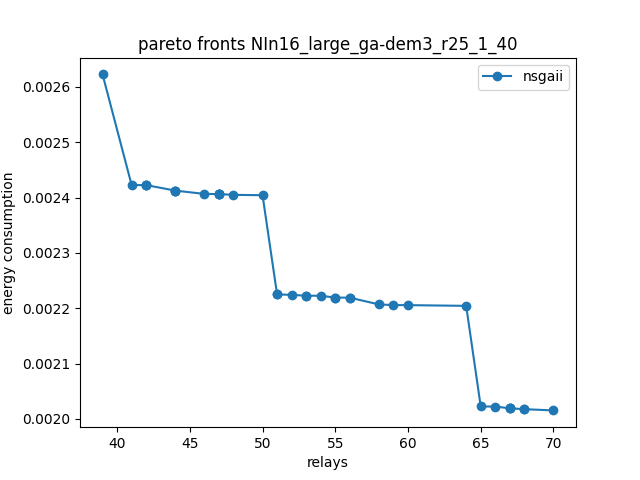 pareto fronts NIn16_large_ga-dem3_r25_1_40
nsgaii
0.0026
0.0025
0.0024
0.0023
0.0022
0.0021
0.0020
energy consumption
40 45 50 55 60 65 70
relays